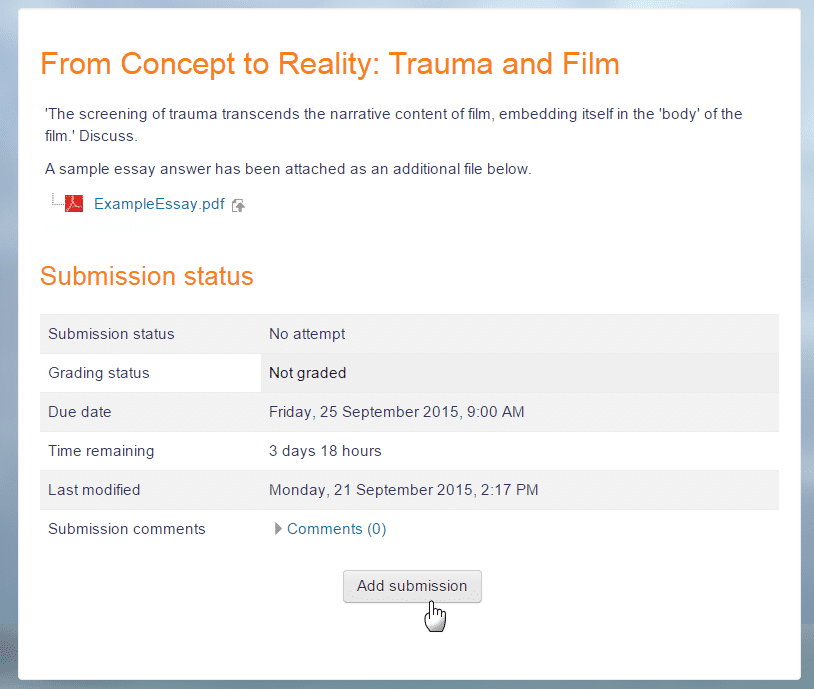 From Concept to Reality: Trauma and Film
'The screening of trauma transcends the narrative content of film, embedding itself in the 'body' of the
film.' Discuss.
A sample essay answer has been attached as an additional file below.
ExampleEssay.pdf
Submission status
Submission status No attempt
Grading status Not graded
Due date Friday, 25 September 2015, 9:00 AM
Time remaining 3 days 18 hours
Last modified Monday, 21 September 2015, 2:17 PM
Submission comments Comments (0)
Add submission